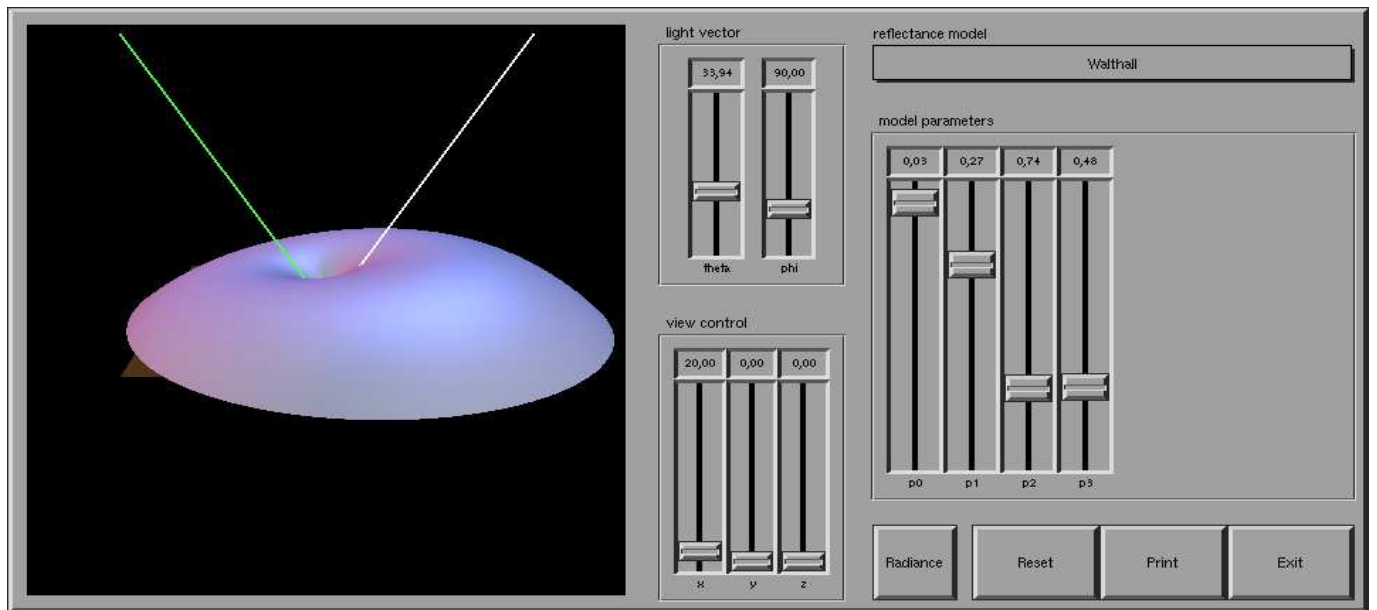 light vector
33,94 90,00
theta phi
view control
20,00 0,00 0,00
x y z
reflectance model
Walthall
model parameters
0,03 0,27 0,74 0,48
p0 p1 p2 p3
Radiance Reset Print Exit